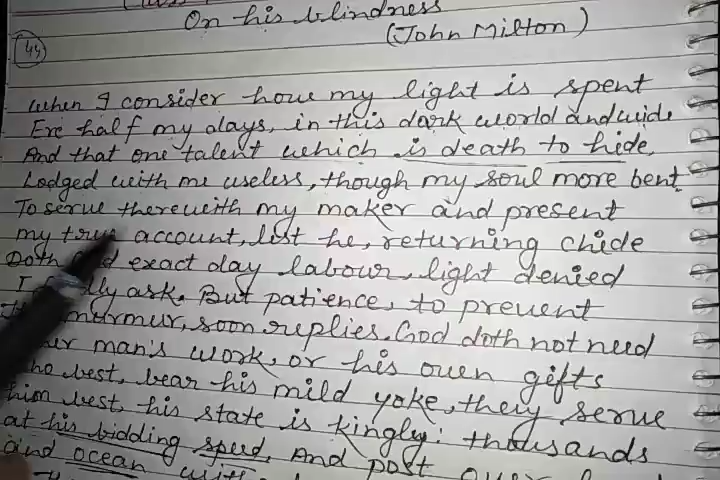 On his blindness
44
(John Milton)
When I consider how my light is spent
Ere half my days, in this dark world and wide
And that one talent which is death to hide,
Lodged with me useless, though my soul more bent
To serve therewith my maker and present
my true account, lest he, returning chide
Doth exact day labour, light denied
I ask. But patience, to prevent
murmur, soon replies. God doth not need
man's work, or his own gifts
best, bear his mild yoke, they serve
him best, his state is kingly: thousands
at his bidding speed, And post
and ocean